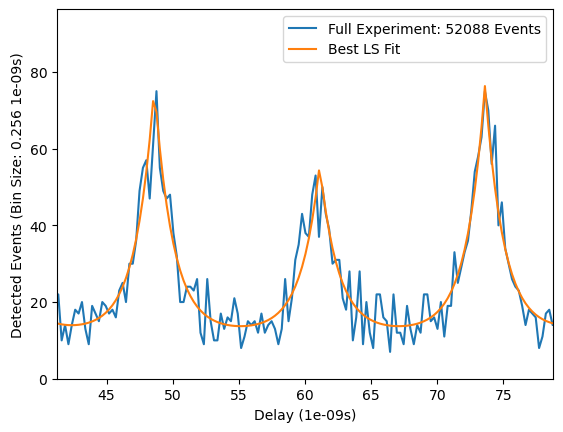 Full Experiment: 52088 Events
Best LS Fit
Detected Events (Bin Size: 0.256 1e-09s)
80
60
40
20
0
45 50 55 60 65 70 75
Delay (1e-09s)